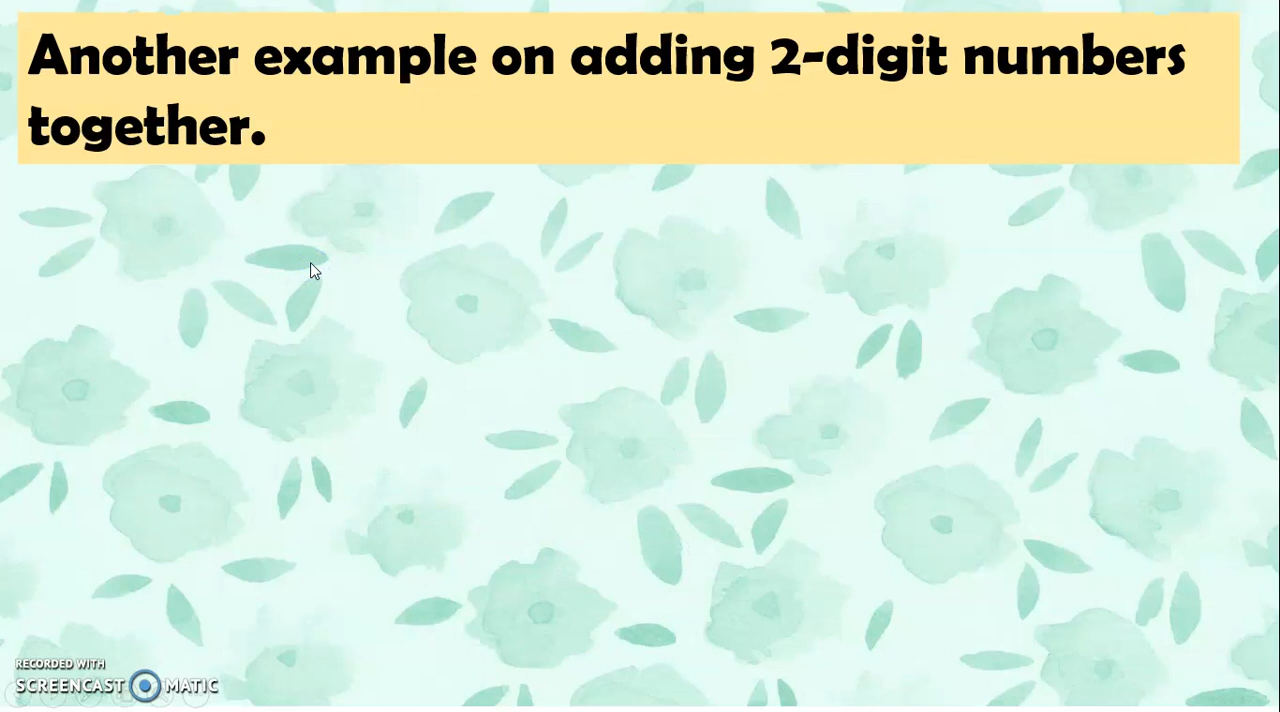 Another example on adding 2-digit numbers
together.
RECORDED WITH
SCREENCAST MATIC